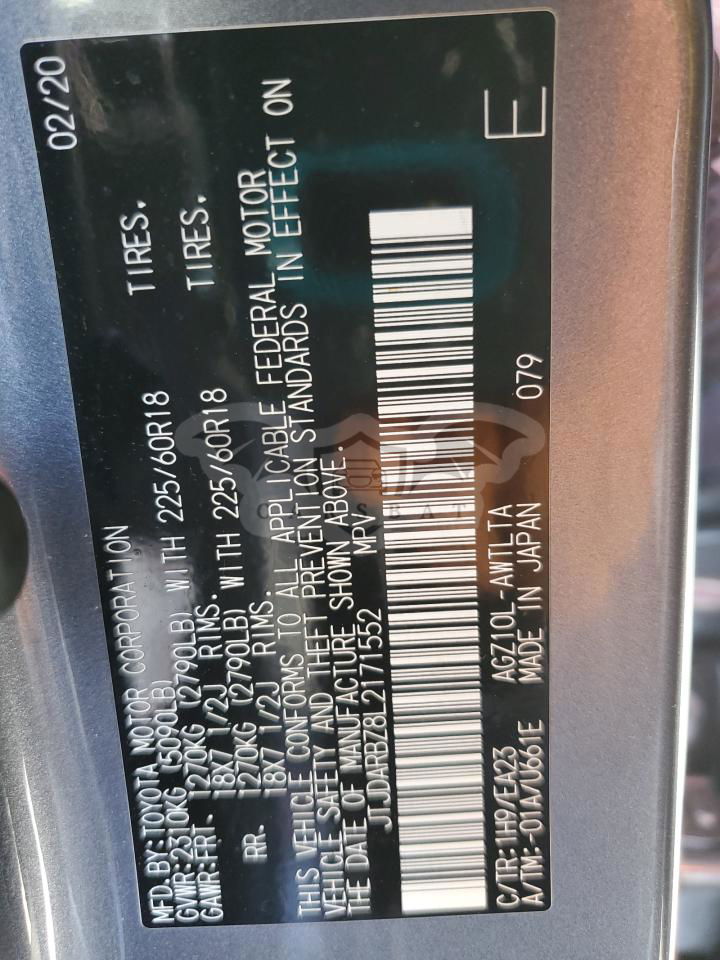 MFD.BY:TOYOTA MOTOR CORPORATION 02/20
GVWR:2310KG (5090LB)
GAWR:FRT. 1270KG (2790LB) WITH 225/60R18 TIRES.
18X7 1/2J RIMS.
RR. 1270KG (2790LB) WITH 225/60R18 TIRES.
18X7 1/2J RIMS.
THIS VEHICLE CONFORMS TO ALL APPLICABLE FEDERAL MOTOR
VEHICLE SAFETY AND THEFT PREVENTION STANDARDS IN EFFECT ON
THE DATE OF MANUFACTURE SHOWN ABOVE.
JTJDARBZ8L2171552 MPV
C/TR:1H9/EA23 AGZ10L-AWTLTA 079
A/TM:-01A/U661E MADE IN JAPAN E